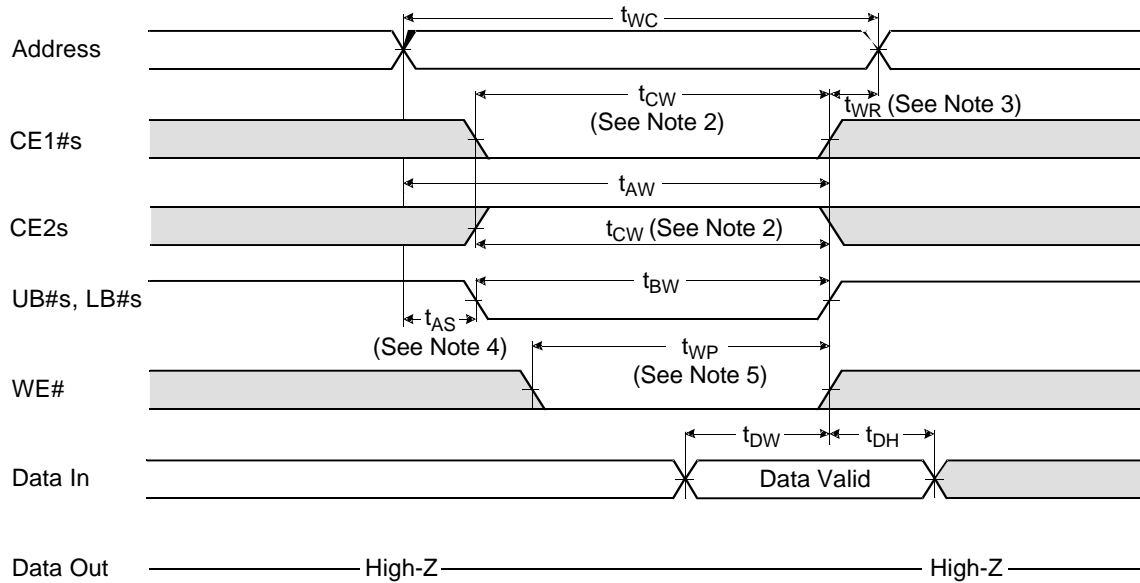 tWC
Address
tCW
(See Note 2)
tWR (See Note 3)
CE1#s
tAW
CE2s
tCW (See Note 2)
UB#s, LB#s
tBW
tAS
(See Note 4)
tWP
(See Note 5)
WE#
tDW
tDH
Data In
Data Valid
Data Out
High-Z
High-Z